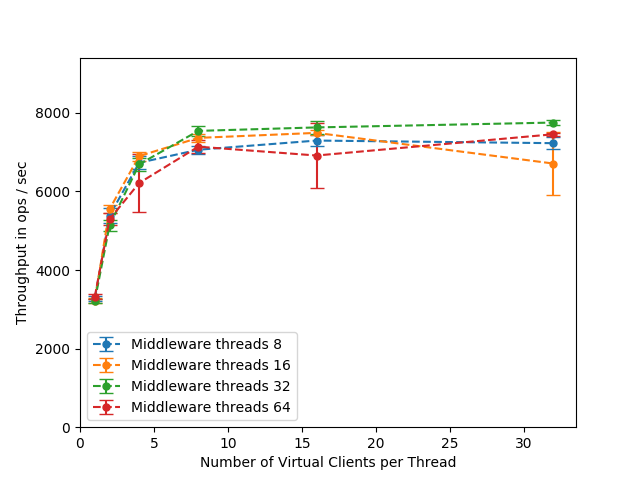 8000
6000
4000
2000
0
0 5 10 15 20 25 30
Throughput in ops / sec
Number of Virtual Clients per Thread
Middleware threads 8
Middleware threads 16
Middleware threads 32
Middleware threads 64